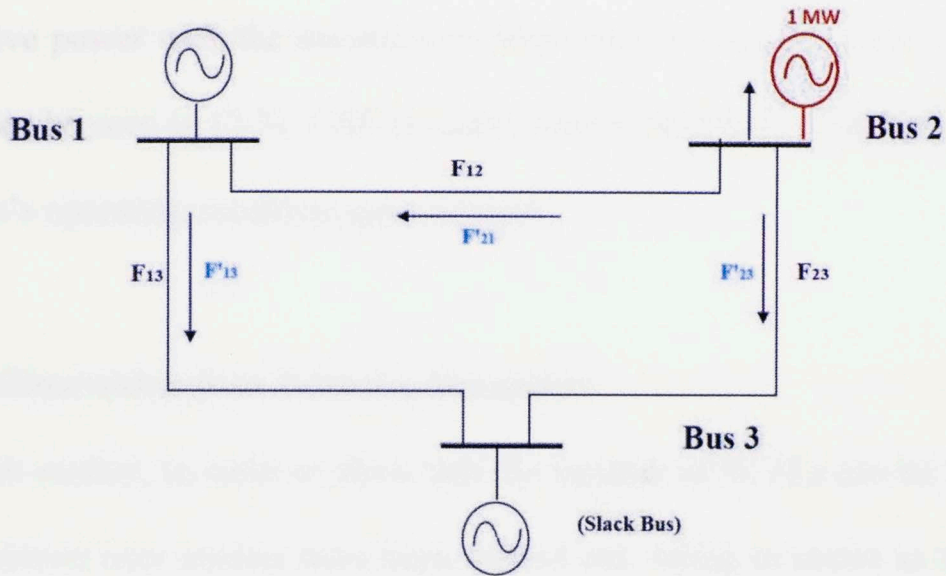 1 MW
Bus 1
Bus 2
F12
F'21
F13
F'13
F'23
F23
Bus 3
(Slack Bus)